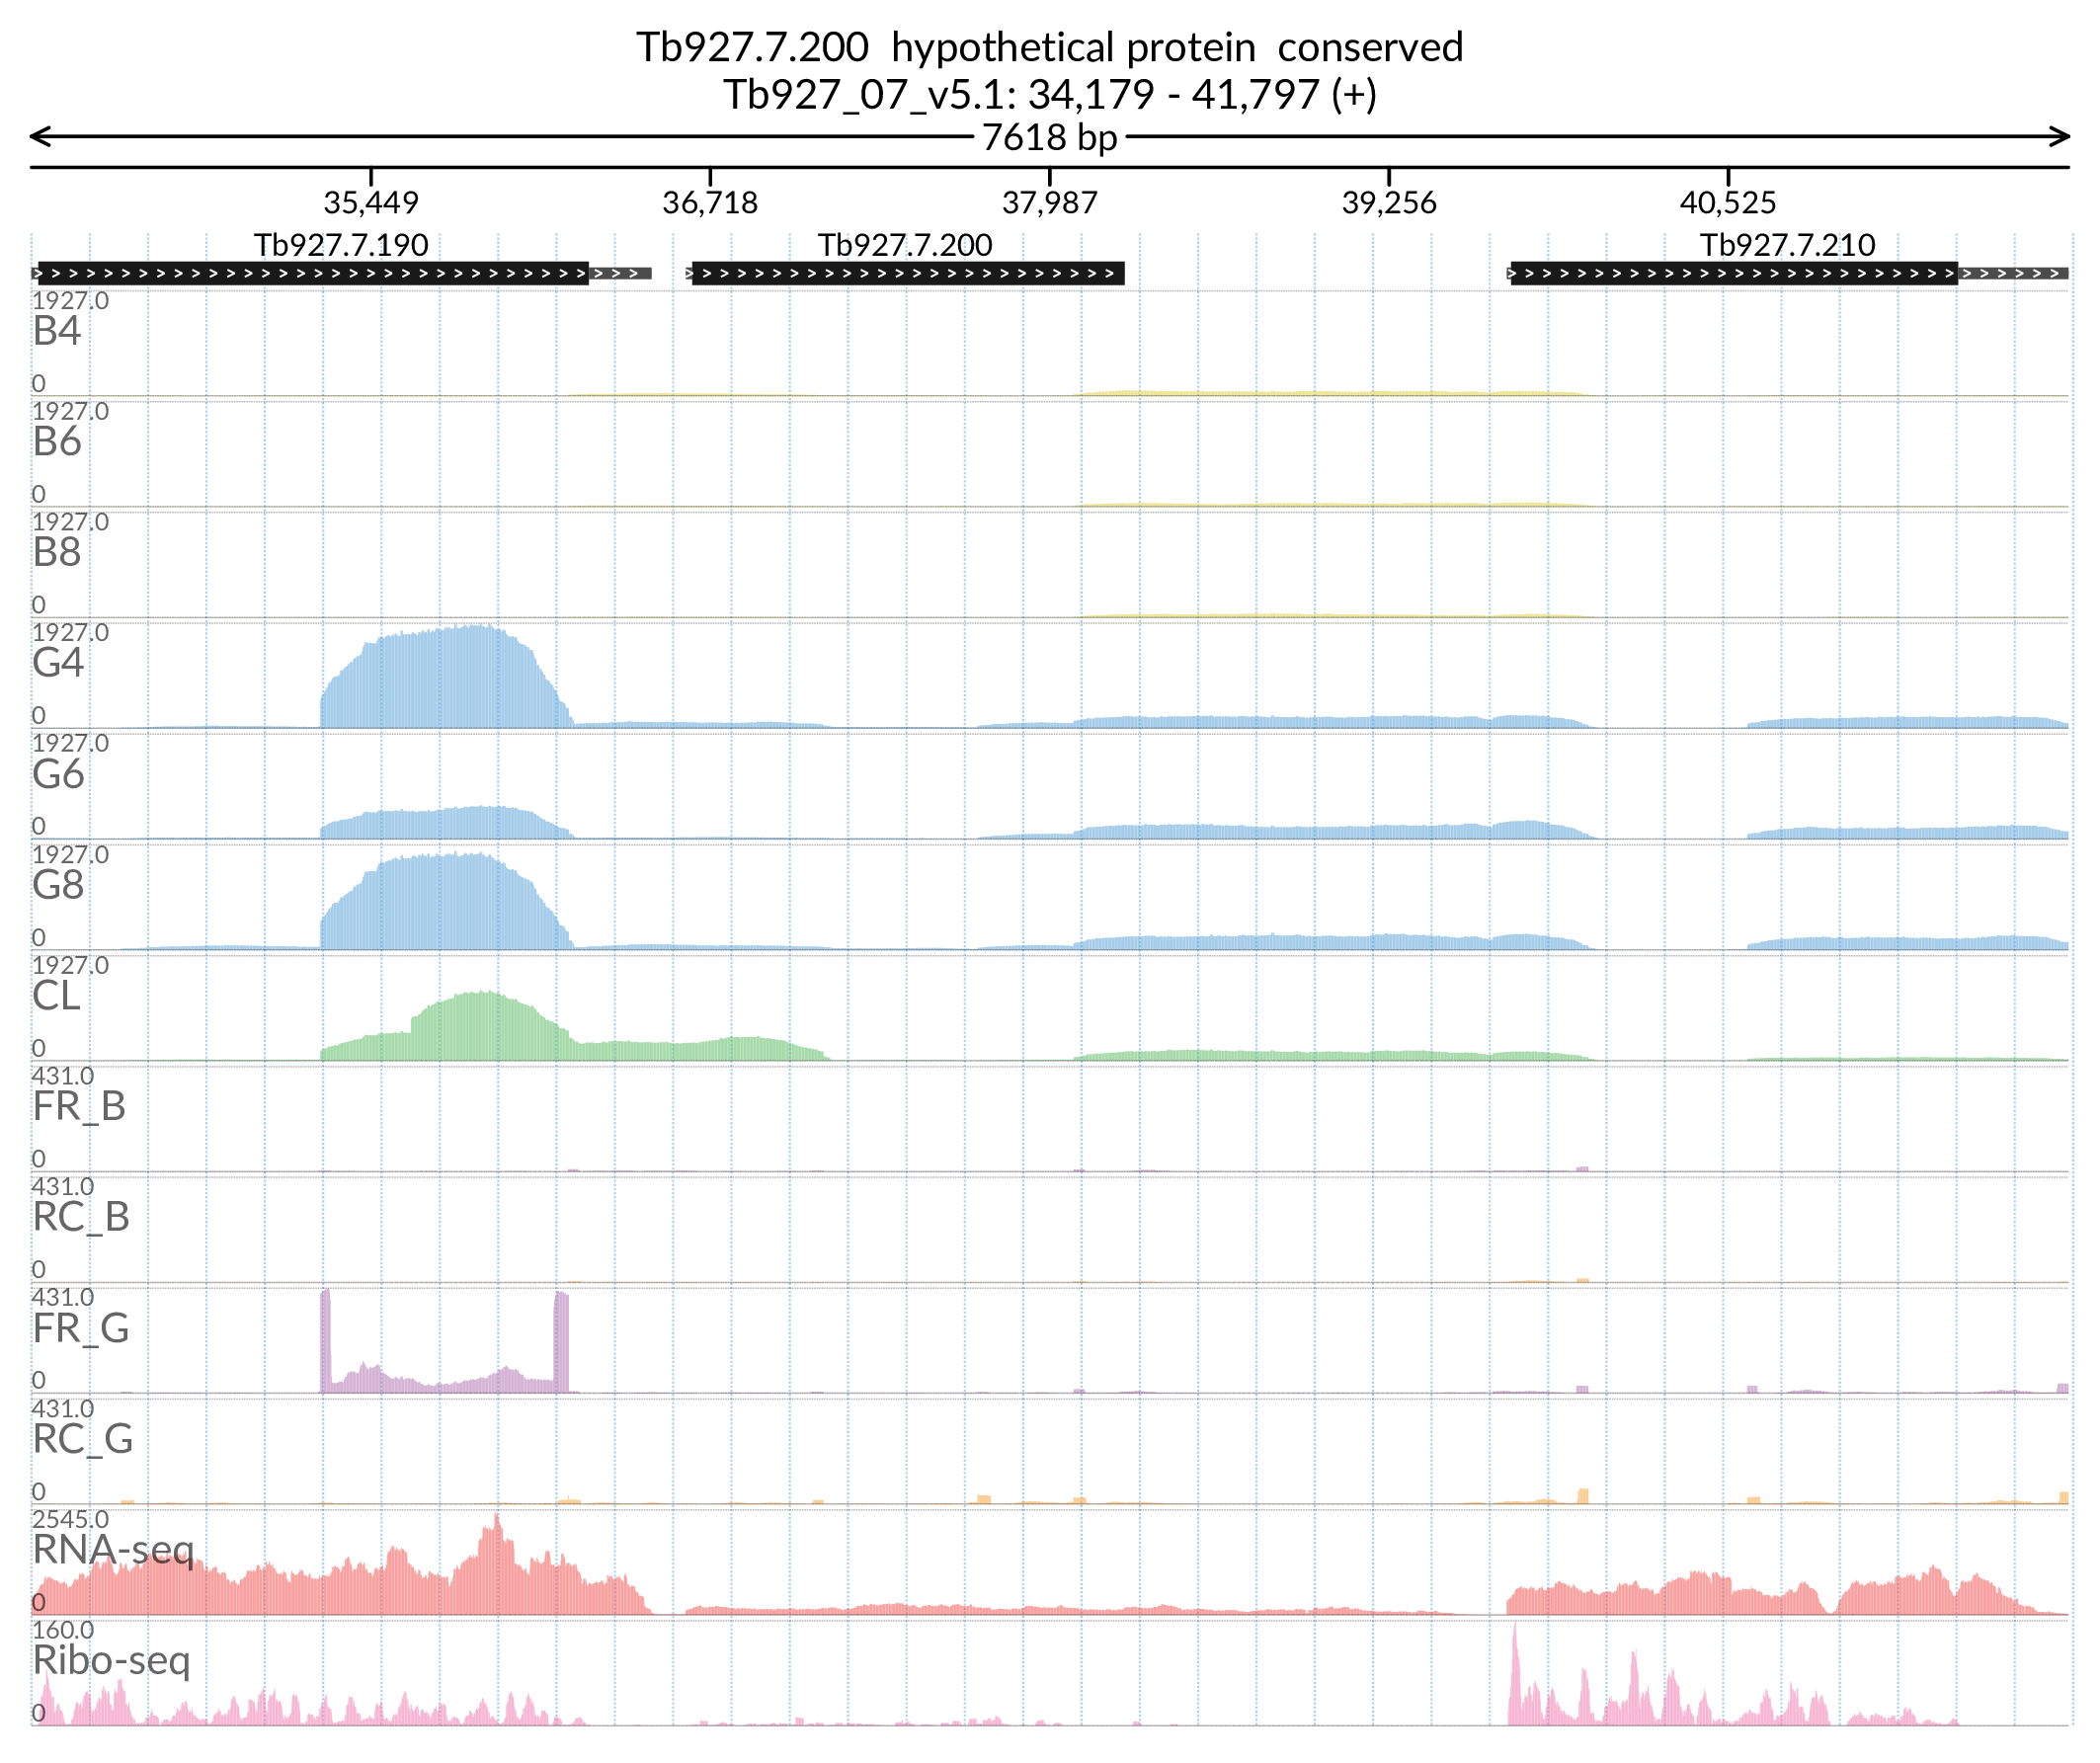 Tb927.7.200 hypothetical protein conserved
Tb927_07_v5.1: 34,179 - 41,797 (+)
7618 bp
35,449 36,718 37,987 39,256 40,525
Tb927.7.190 Tb927.7.200 Tb927.7.210
1927.0
B4
0
1927.0
B6
0
1927.0
B8
0
1927.0
G4
0
1927.0
G6
0
1927.0
G8
0
1927.0
CL
0
431.0
FR_B
0
431.0
RC_B
0
431.0
FR_G
0
431.0
RC_G
0
2545.0
RNA-seq
0
160.0
Ribo-seq
0